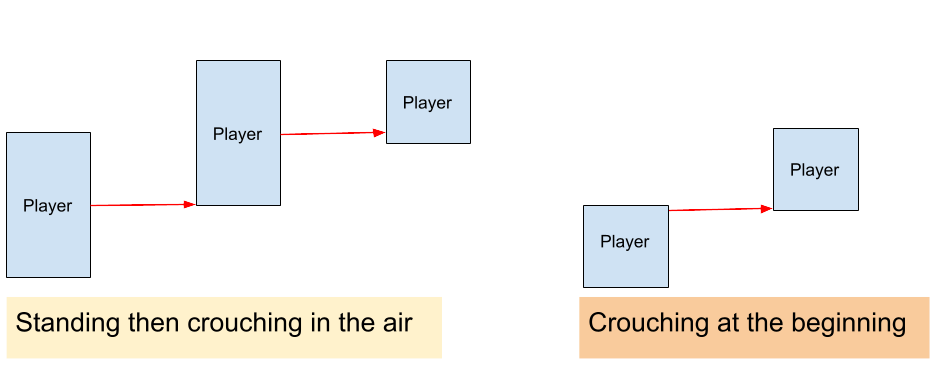 Player
Player
Player
Player
Player
Standing then crouching in the air
Crouching at the beginning